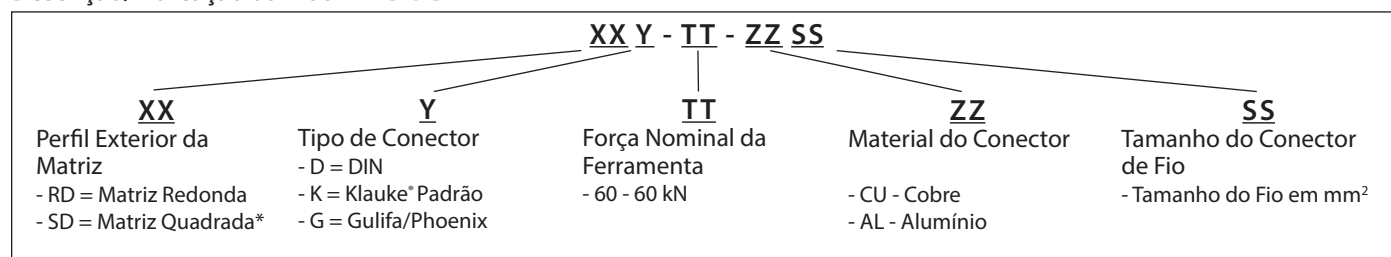 XX Y - TT - ZZ SS
XX
Perfil Exterior da
Matriz
- RD = Matriz Redonda
- SD = Matriz Quadrada*
Y
Tipo de Conector
- D = DIN
- K = Klauke® Padrão
- G = Gulifa/Phoenix
TT
Força Nominal da
Ferramenta
- 60 - 60 kN
ZZ
Material do Conector
- CU - Cobre
- AL - Alumínio
SS
Tamanho do Conector
de Fio
- Tamanho do Fio em mm²